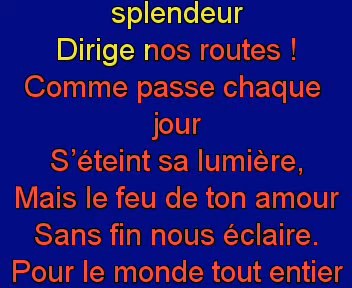 splendeur
Dirige nos routes !
Comme passe chaque
jour
S’éteint sa lumière,
Mais le feu de ton amour
Sans fin nous éclaire.
Pour le monde tout entier